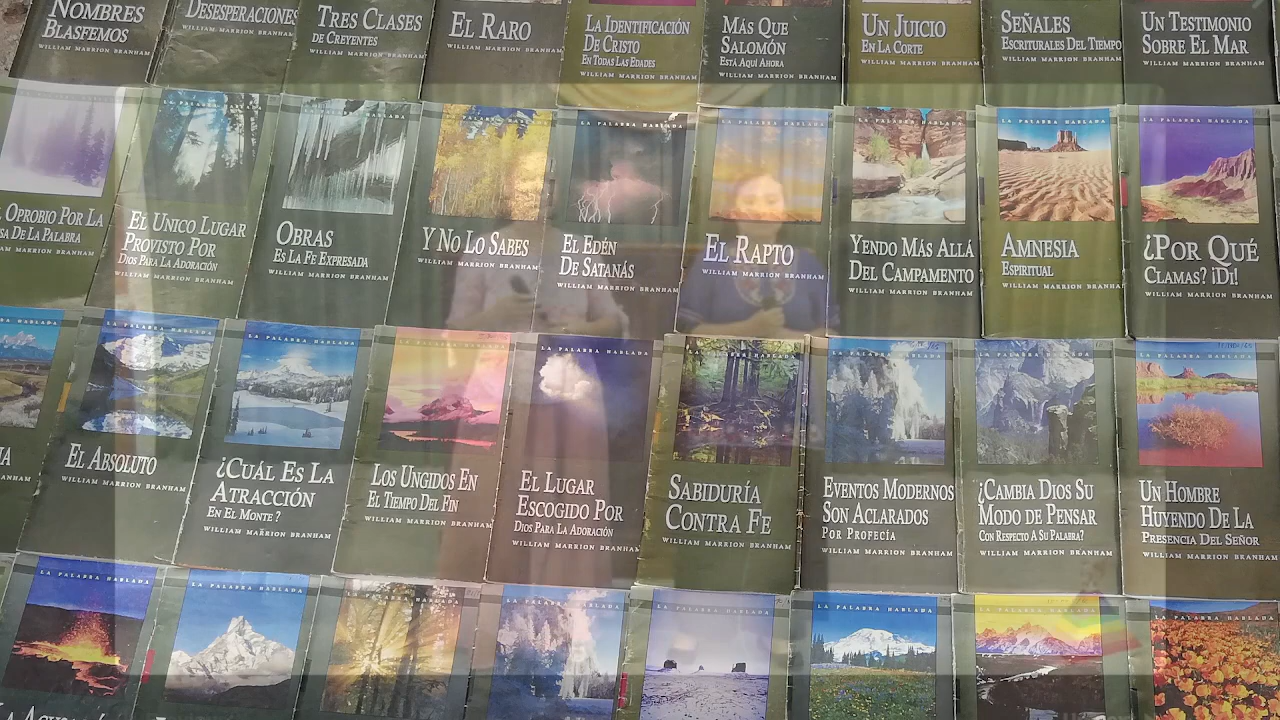 NOMBRES
BLASFEMOS
WILLIAM MARRION BRANHAM
DESESPERACIONES
WILLIAM MARRION BRANHAM
TRES CLASES
DE CREYENTES
WILLIAM MARRION BRANHAM
EL RARO
WILLIAM MARRION BRANHAM
LA IDENTIFICACIÓN
DE CRISTO
EN TODAS LAS EDADES
WILLIAM MARRION BRANHAM
MÁS QUE
SALOMÓN
ESTÁ AQUÍ AHORA
WILLIAM MARRION BRANHAM
UN JUICIO
EN LA CORTE
WILLIAM MARRION BRANHAM
SEÑALES
ESCRITURALES DEL TIEMPO
WILLIAM MARRION BRANHAM
UN TESTIMONIO
SOBRE EL MAR
WILLIAM MARRION BRANHAM
OPROBIO POR LA
DE LA PALABRA
WILLIAM MARRION BRANHAM
LA PALABRA HABLADA
EL UNICO LUGAR
PROVISTO POR
DIOS PARA LA ADORACIÓN
WILLIAM MARRION BRANHAM
LA PALABRA HABLADA
OBRAS
ES LA FE EXPRESADA
WILLIAM MARRION BRANHAM
LA PALABRA HABLADA
Y NO LO SABES
WILLIAM MARRION BRANHAM
LA PALABRA HABLADA
EL EDÉN
DE SATANÁS
WILLIAM MARRION BRANHAM
LA PALABRA HABLADA
EL RAPTO
WILLIAM MARRION BRANHAM
LA PALABRA HABLADA
YENDO MÁS ALLÁ
DEL CAMPAMENTO
WILLIAM MARRION BRANHAM
LA PALABRA HABLADA
AMNESIA
ESPIRITUAL
WILLIAM MARRION BRANHAM
LA PALABRA HABLADA
¿POR QUÉ
CLAMAS? ¡DI!
WILLIAM MARRION BRANHAM
LA PALABRA HABLADA
EL ABSOLUTO
WILLIAM MARRION BRANHAM
LA PALABRA HABLADA
¿CUÁL ES LA
ATRACCIÓN
EN EL MONTE?
WILLIAM MARRION BRANHAM
LA PALABRA HABLADA
LOS UNGIDOS EN
EL TIEMPO DEL FIN
WILLIAM MARRION BRANHAM
LA PALABRA HABLADA
EL LUGAR
ESCOGIDO POR
DIOS PARA LA ADORACIÓN
WILLIAM MARRION BRANHAM
LA PALABRA HABLADA
SABIDURÍA
CONTRA FE
WILLIAM MARRION BRANHAM
LA PALABRA HABLADA
EVENTOS MODERNOS
SON ACLARADOS
POR PROFECÍA
WILLIAM MARRION BRANHAM
LA PALABRA HABLADA
¿CAMBIA DIOS SU
MODO DE PENSAR
CON RESPECTO A SU PALABRA?
WILLIAM MARRION BRANHAM
LA PALABRA HABLADA
UN HOMBRE
HUYENDO DE LA
PRESENCIA DEL SEÑOR
WILLIAM MARRION BRANHAM
LA PALABRA HABLADA
LA PALABRA HABLADA
LA PALABRA HABLADA
LA PALABRA HABLADA
LA PALABRA HABLADA
LA PALABRA HABLADA
LA PALABRA HABLADA
LA PALABRA HABLADA